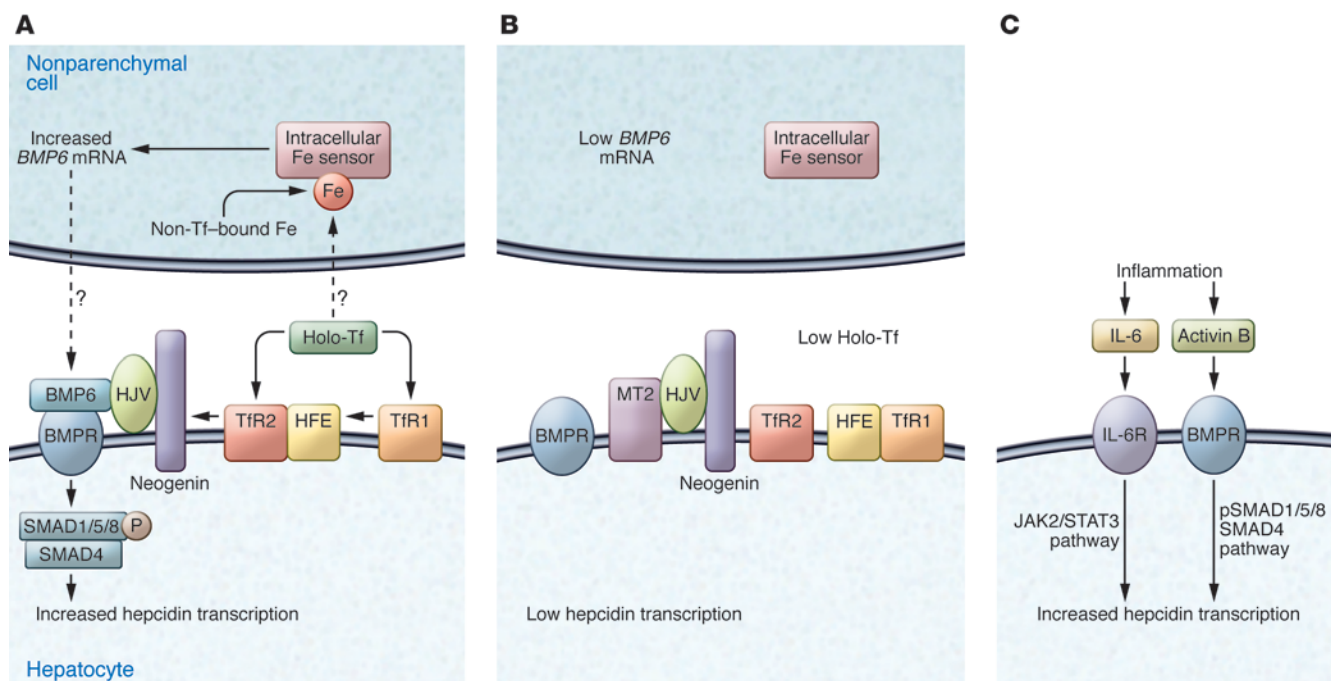 A
Nonparenchymal
cell
Increased
BMP6 mRNA
Intracellular
Fe sensor
Fe
Non-Tf–bound Fe
?
?
Holo-Tf
BMP6
HJV
BMPR
TfR2
HFE
TfR1
Neogenin
SMAD1/5/8
P
SMAD4
Increased hepcidin transcription
Hepatocyte
B
Low BMP6
mRNA
Intracellular
Fe sensor
Low Holo-Tf
BMPR
MT2
HJV
TfR2
HFE
TfR1
Neogenin
Low hepcidin transcription
C
Inflammation
IL-6
Activin B
IL-6R
BMPR
JAK2/STAT3
pathway
pSMAD1/5/8
SMAD4
pathway
Increased hepcidin transcription